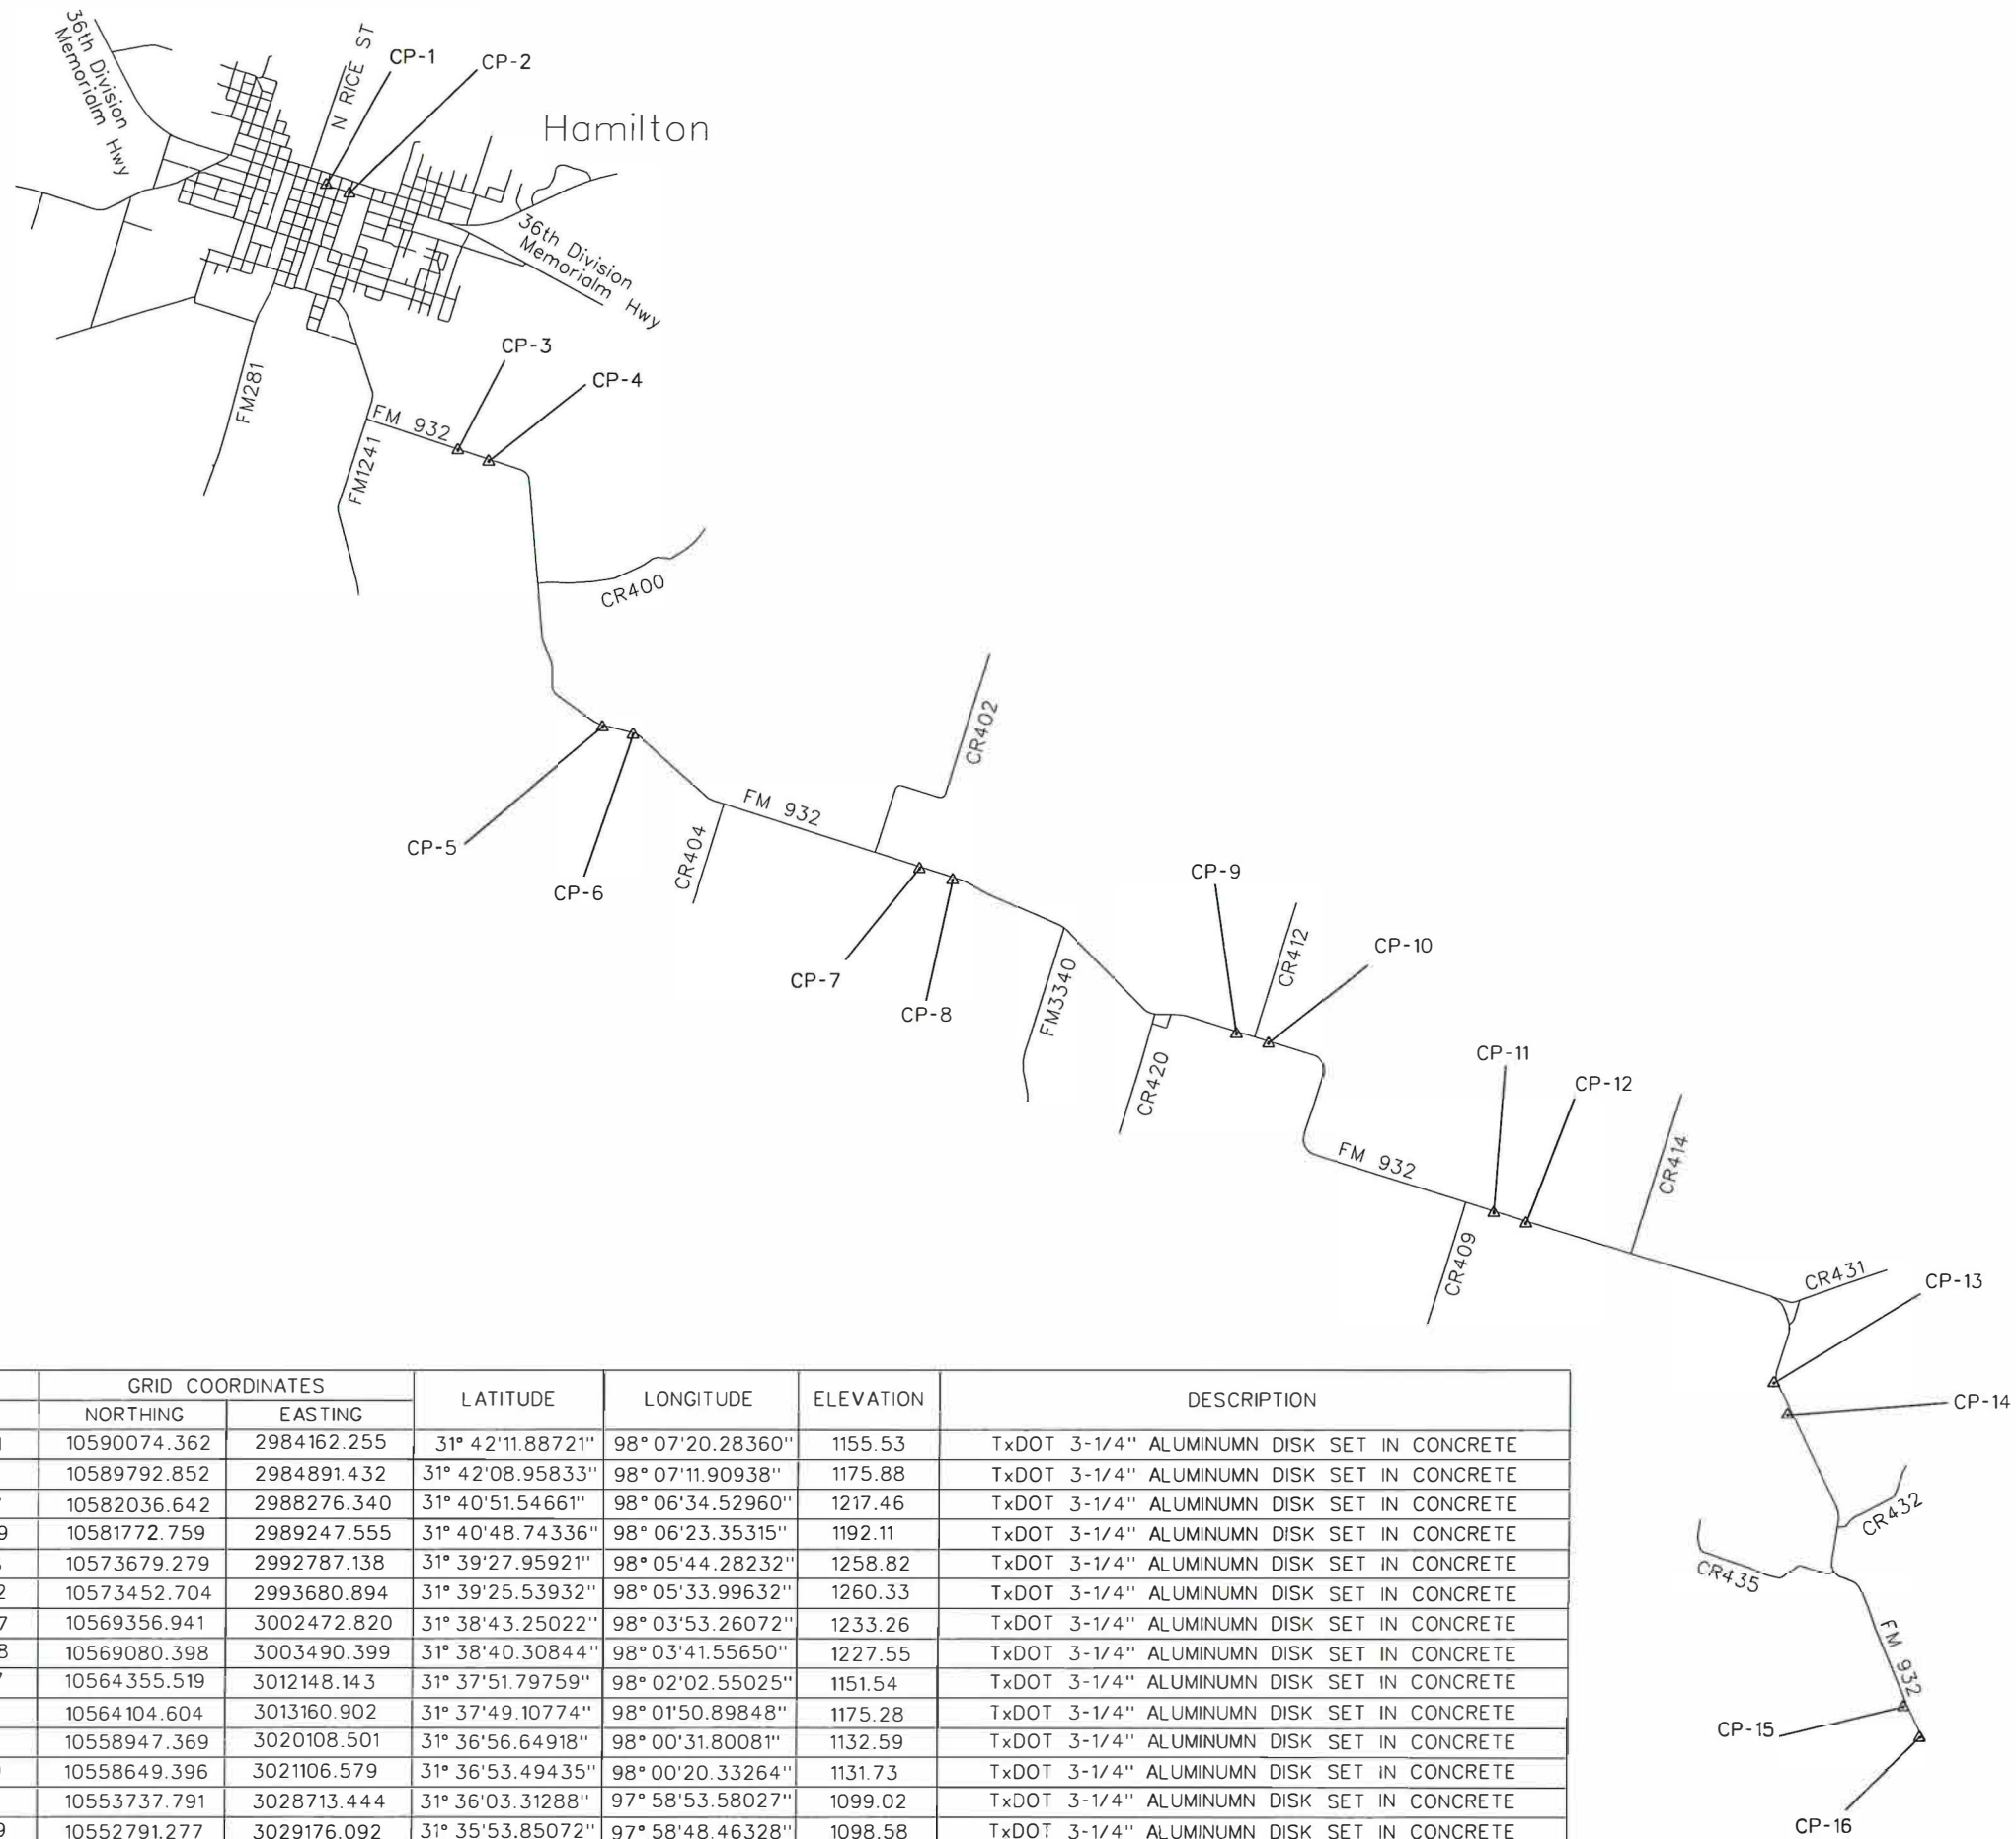 36th Division
Memorialm Hwy
N RICE ST
CP-1
CP-2
Hamilton
36th Division
Memorialm Hwy
CP-3
CP-4
FM281
FM 932
FM1241
CR400
CR402
CP-5
CP-6
CR404
FM 932
CP-7
CP-8
FM3340
CP-9
CR412
CP-10
CR420
CP-11
CP-12
FM 932
CR414
CR409
CR431
CP-13
CP-14
CR432
CR435
FM 932
CP-15
CP-16
GRID COORDINATES LATITUDE LONGITUDE ELEVATION DESCRIPTION
NORTHING EASTING
10590074.362 2984162.255 31° 42'11.88721'' 98° 07'20.28360'' 1155.53 TxDOT 3-1/4'' ALUMINUMN DISK SET IN CONCRETE
10589792.852 2984891.432 31° 42'08.95833'' 98° 07'11.90938'' 1175.88 TxDOT 3-1/4'' ALUMINUMN DISK SET IN CONCRETE
10582036.642 2988276.340 31° 40'51.54661'' 98° 06'34.52960'' 1217.46 TxDOT 3-1/4'' ALUMINUMN DISK SET IN CONCRETE
9 10581772.759 2989247.555 31° 40'48.74336'' 98° 06'23.35315'' 1192.11 TxDOT 3-1/4'' ALUMINUMN DISK SET IN CONCRETE
10573679.279 2992787.138 31° 39'27.95921'' 98° 05'44.28232'' 1258.82 TxDOT 3-1/4'' ALUMINUMN DISK SET IN CONCRETE
2 10573452.704 2993680.894 31° 39'25.53932'' 98° 05'33.99632'' 1260.33 TxDOT 3-1/4'' ALUMINUMN DISK SET IN CONCRETE
7 10569356.941 3002472.820 31° 38'43.25022'' 98° 03'53.26072'' 1233.26 TxDOT 3-1/4'' ALUMINUMN DISK SET IN CONCRETE
8 10569080.398 3003490.399 31° 38'40.30844'' 98° 03'41.55650'' 1227.55 TxDOT 3-1/4'' ALUMINUMN DISK SET IN CONCRETE
10564355.519 3012148.143 31° 37'51.79759'' 98° 02'02.55025'' 1151.54 TxDOT 3-1/4'' ALUMINUMN DISK SET IN CONCRETE
10564104.604 3013160.902 31° 37'49.10774'' 98° 01'50.89848'' 1175.28 TxDOT 3-1/4'' ALUMINUMN DISK SET IN CONCRETE
10558947.369 3020108.501 31° 36'56.64918'' 98° 00'31.80081'' 1132.59 TxDOT 3-1/4'' ALUMINUMN DISK SET IN CONCRETE
10558649.396 3021106.579 31° 36'53.49435'' 98° 00'20.33264'' 1131.73 TxDOT 3-1/4'' ALUMINUMN DISK SET IN CONCRETE
10553737.791 3028713.444 31° 36'03.31288'' 97° 58'53.58027'' 1099.02 TxDOT 3-1/4'' ALUMINUMN DISK SET IN CONCRETE
9 10552791.277 3029176.092 31° 35'53.85072'' 97° 58'48.46328'' 1098.58 TxDOT 3-1/4'' ALUMINUMN DISK SET IN CONCRETE